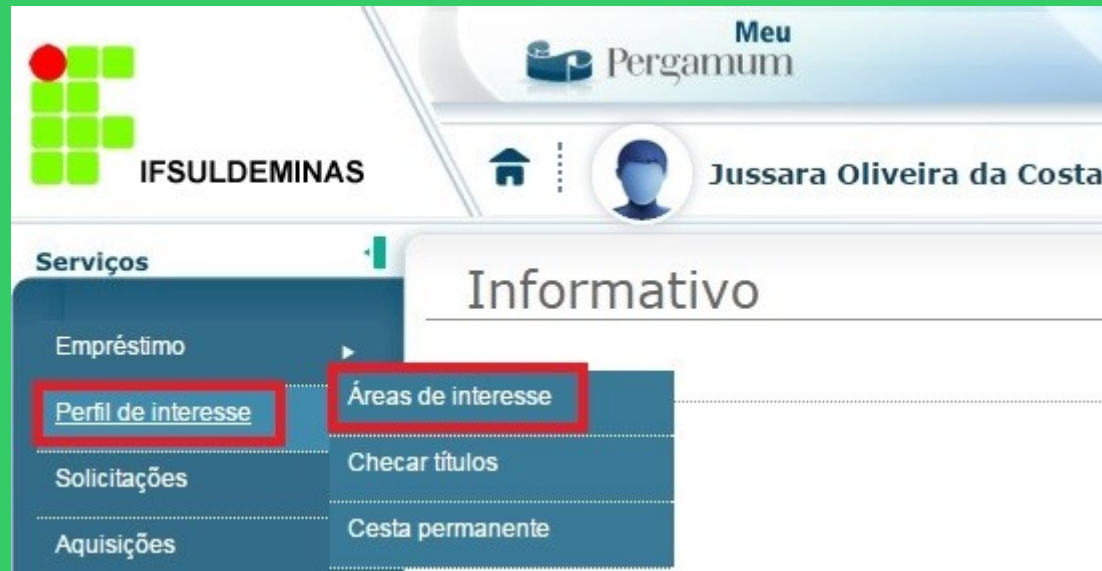 Meu
Pergamum
IFSULDEMINAS
Jussara Oliveira da Costa
Serviços
Informativo
Empréstimo
Perfil de interesse
Áreas de interesse
Solicitações
Checar títulos
Aquisições
Cesta permanente